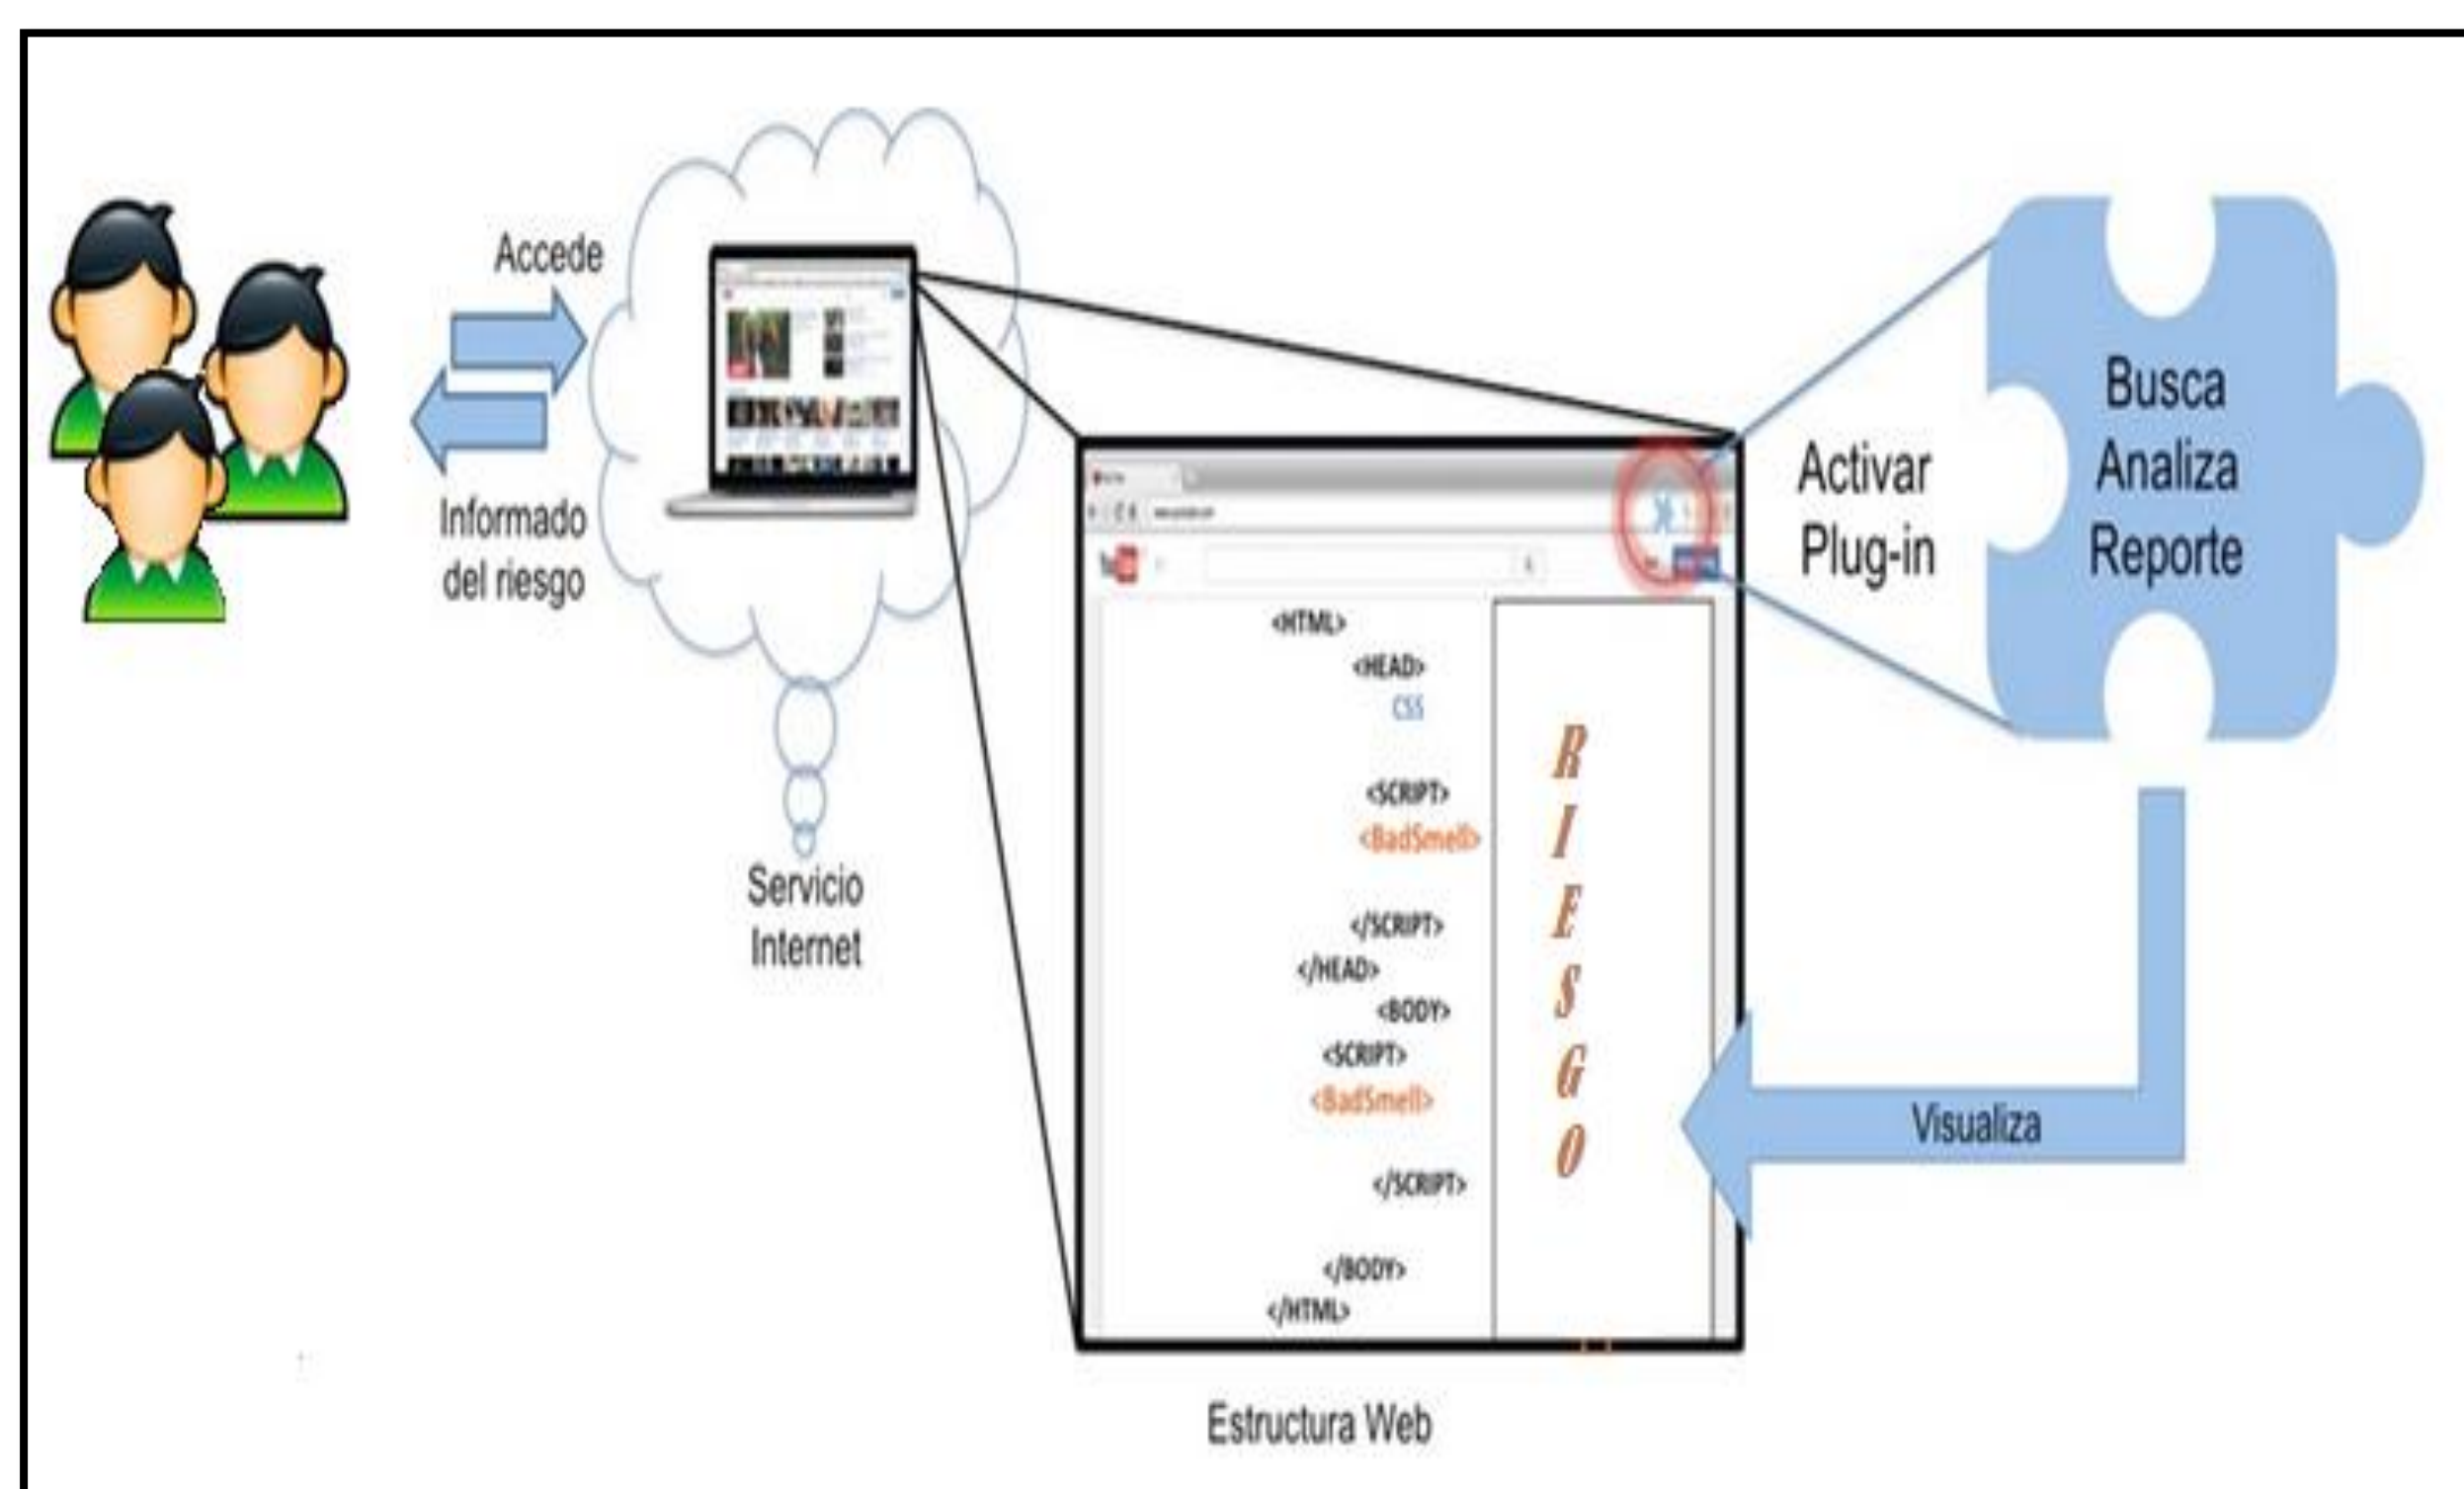 Accede
Informado
del riesgo
Servicio
Internet
<HTML>
<HEAD>
CSS
<SCRIPT>
<BadSmell>
</SCRIPT>
</HEAD>
<BODY>
<SCRIPT>
<BadSmell>
</SCRIPT>
</BODY>
</HTML>
R
I
E
S
G
O
Activar
Plug-in
Busca
Analiza
Reporte
Visualiza
Estructura Web